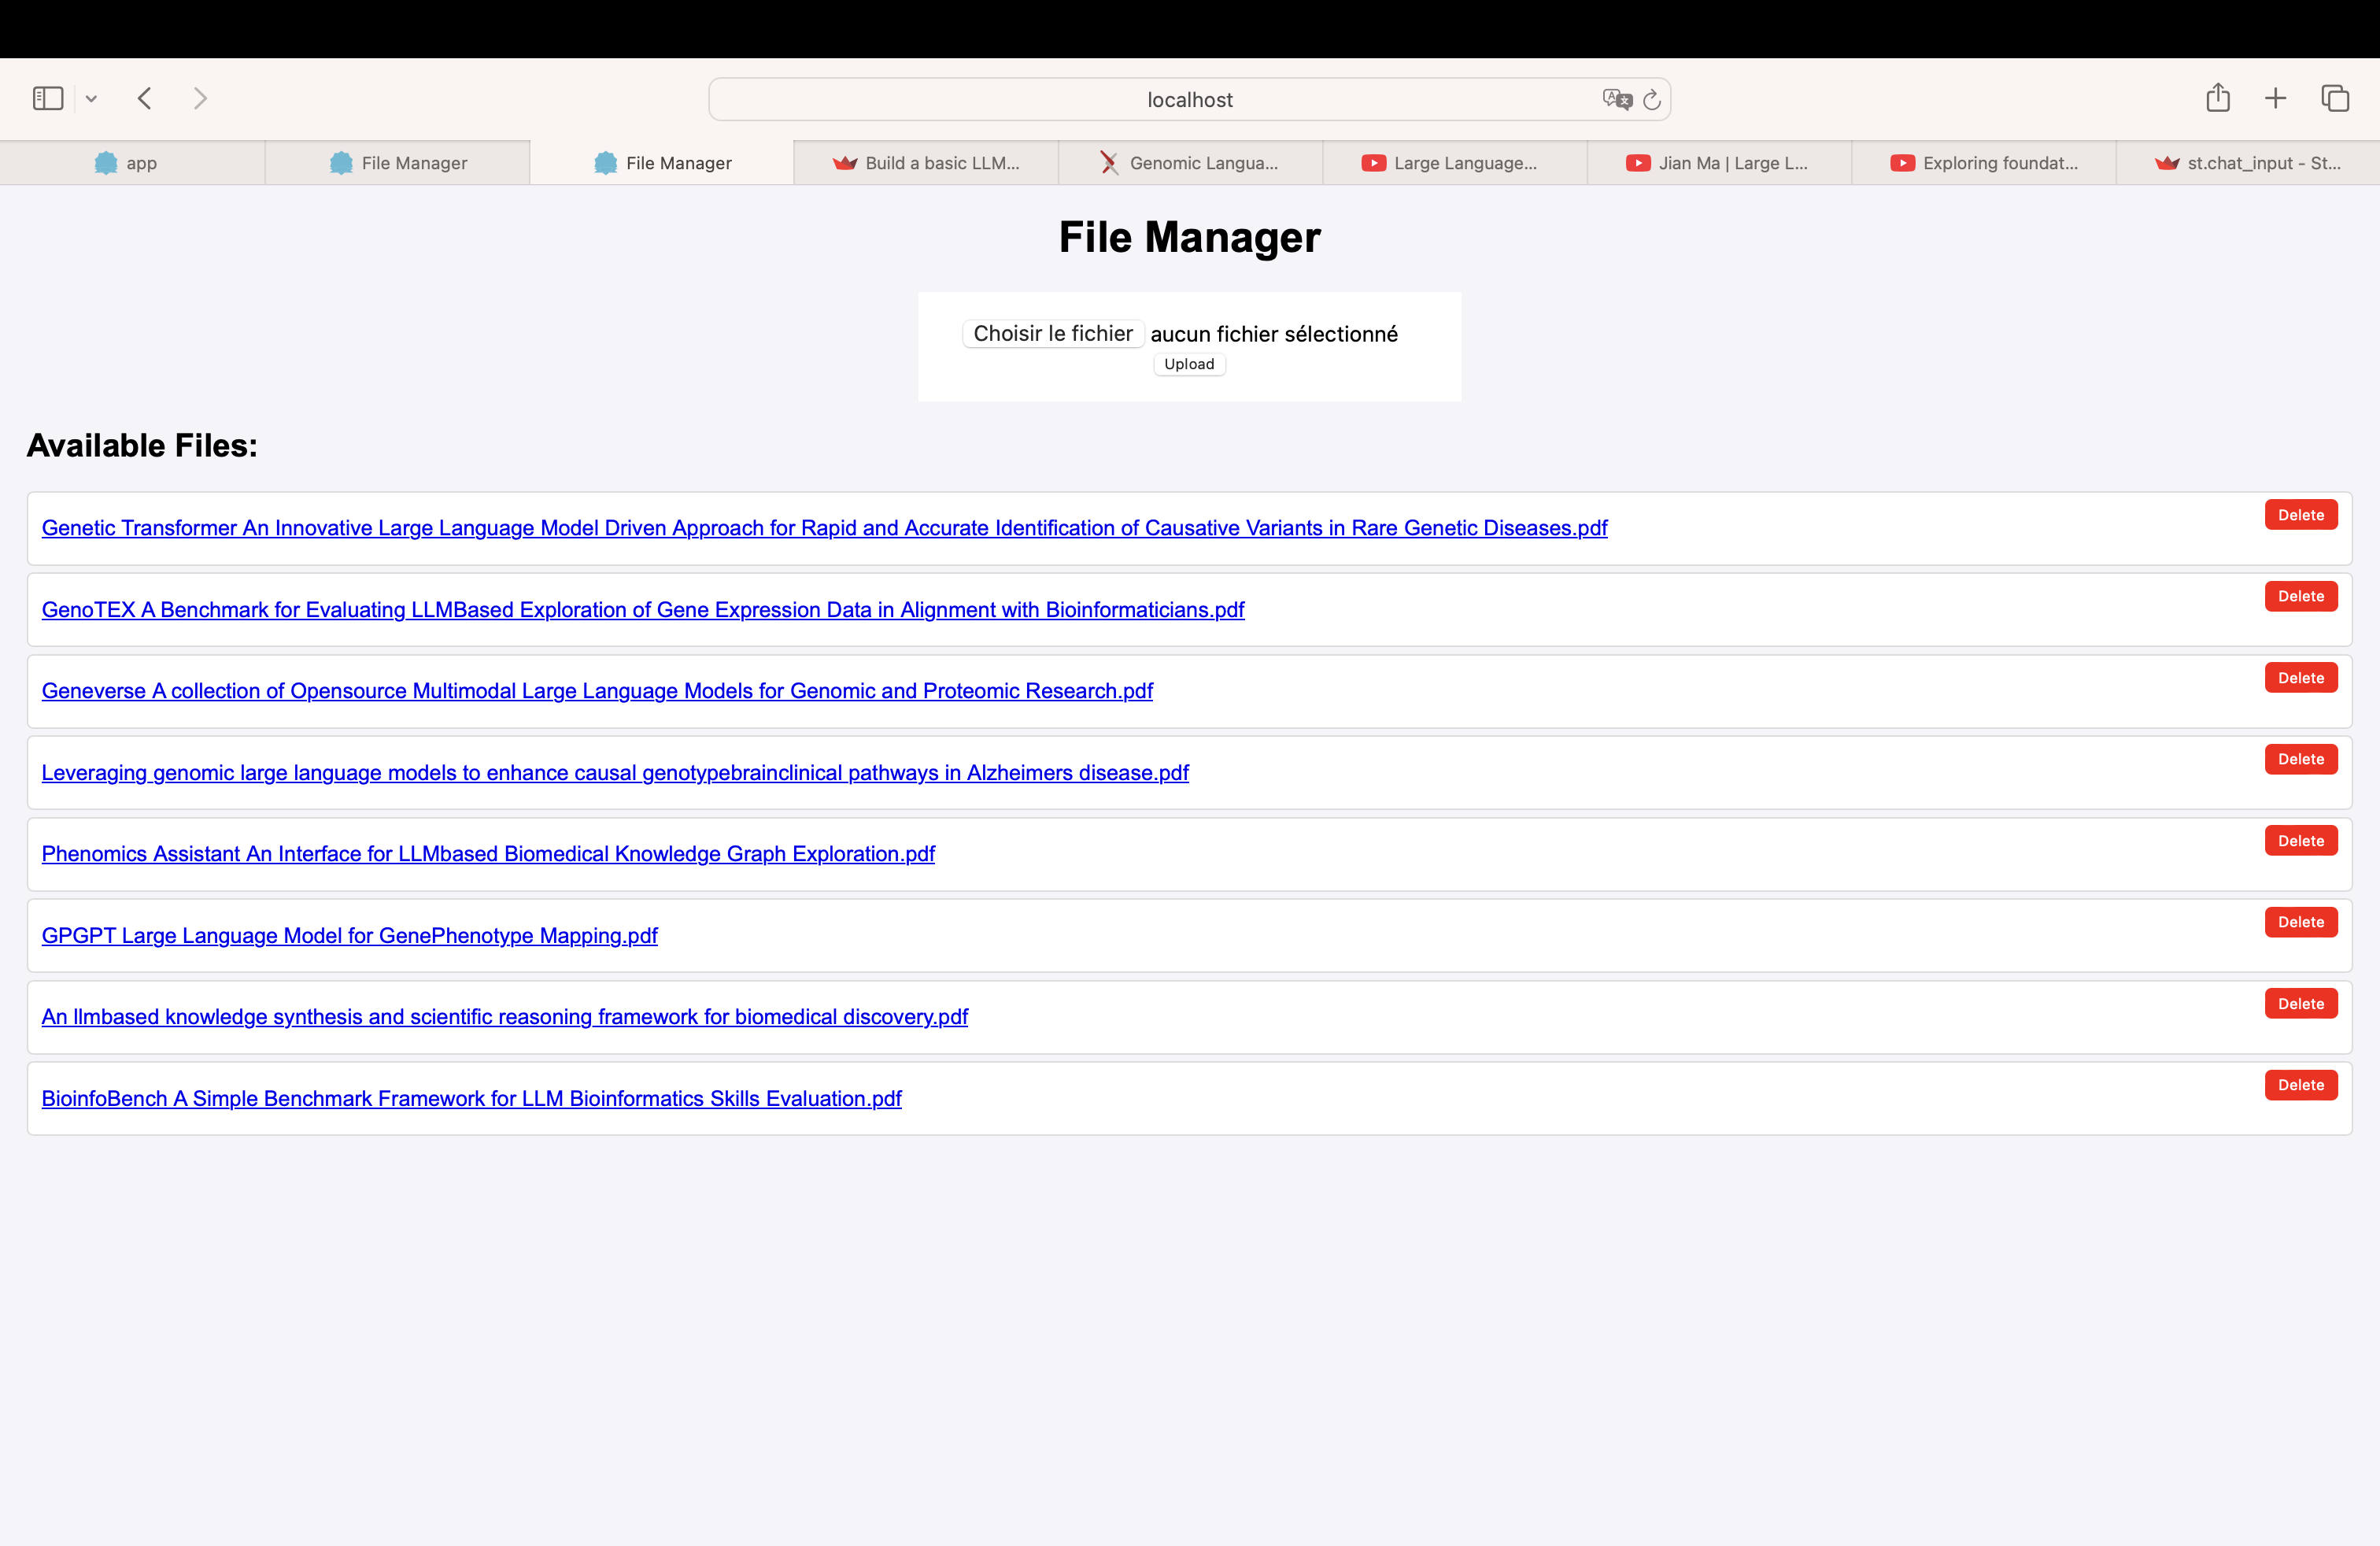 localhost
app
File Manager
File Manager
Build a basic LLM...
Genomic Langua...
Large Language...
Jian Ma | Large L...
Exploring foundat...
st.chat_input - St...
File Manager
Choisir le fichier aucun fichier sélectionné
Upload
Available Files:
Genetic Transformer An Innovative Large Language Model Driven Approach for Rapid and Accurate Identification of Causative Variants in Rare Genetic Diseases.pdf
Delete
GenoTEX A Benchmark for Evaluating LLMBased Exploration of Gene Expression Data in Alignment with Bioinformaticians.pdf
Delete
Geneverse A collection of Opensource Multimodal Large Language Models for Genomic and Proteomic Research.pdf
Delete
Leveraging genomic large language models to enhance causal genotypebrainclinical pathways in Alzheimers disease.pdf
Delete
Phenomics Assistant An Interface for LLMbased Biomedical Knowledge Graph Exploration.pdf
Delete
GPGPT Large Language Model for GenePhenotype Mapping.pdf
Delete
An llmbased knowledge synthesis and scientific reasoning framework for biomedical discovery.pdf
Delete
BioinfoBench A Simple Benchmark Framework for LLM Bioinformatics Skills Evaluation.pdf
Delete